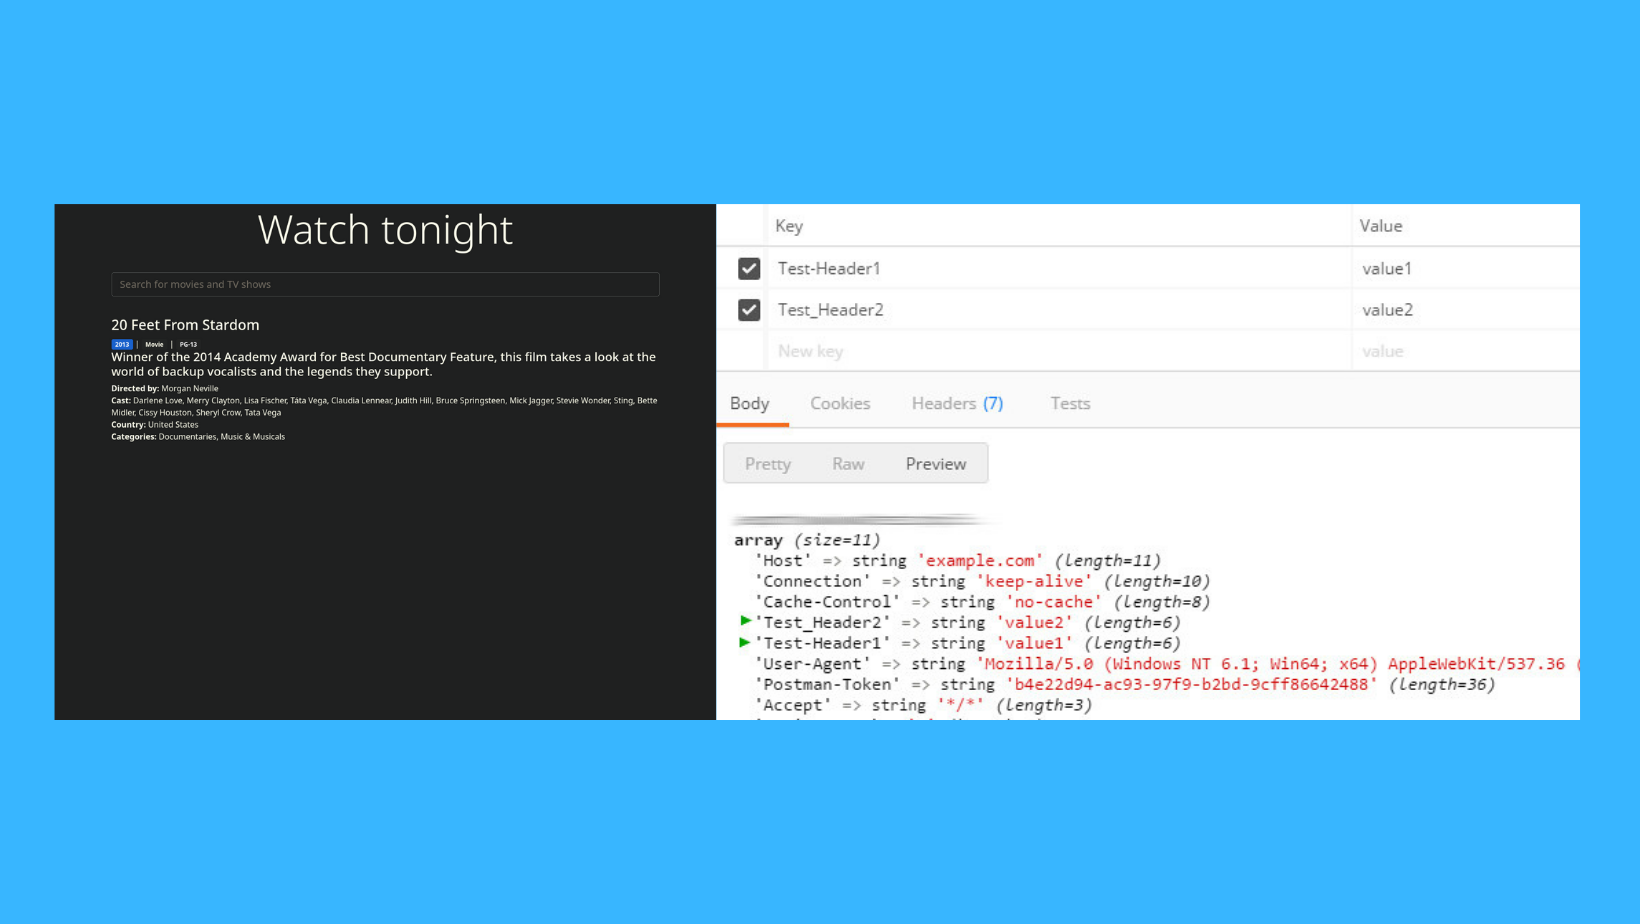 Watch tonight
Search for movies and TV shows
20 Feet From Stardom
2013 | Movie | PG-13
Winner of the 2014 Academy Award for Best Documentary Feature, this film takes a look at the
world of backup vocalists and the legends they support.
Directed by: Morgan Neville
Cast: Darlene Love, Merry Clayton, Lisa Fischer, Táta Vega, Claudia Lennear, Judith Hill, Bruce Springsteen, Mick Jagger, Stevie Wonder, Sting, Bette
Midler, Cissy Houston, Sheryl Crow, Tata Vega
Country: United States
Categories: Documentaries, Music & Musicals
Key Value
Test-Header1 value1
Test_Header2 value2
New key value
Body Cookies Headers (7) Tests
Pretty Raw Preview
array (size=11)
'Host' => string 'example.com' (length=11)
'Connection' => string 'keep-alive' (length=10)
'Cache-Control' => string 'no-cache' (length=8)
'Test_Header2' => string 'value2' (length=6)
'Test-Header1' => string 'value1' (length=6)
'User-Agent' => string 'Mozilla/5.0 (Windows NT 6.1; Win64; x64) AppleWebKit/537.36 (
'Postman-Token' => string 'b4e22d94-ac93-97f9-b2bd-9cff86642488' (length=36)
'Accept' => string '*/*' (length=3)